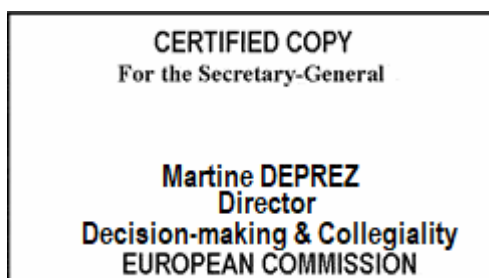 CERTIFIED COPY
For the Secretary-General
Martine DEPREZ
Director
Decision-making & Collegiality
EUROPEAN COMMISSION